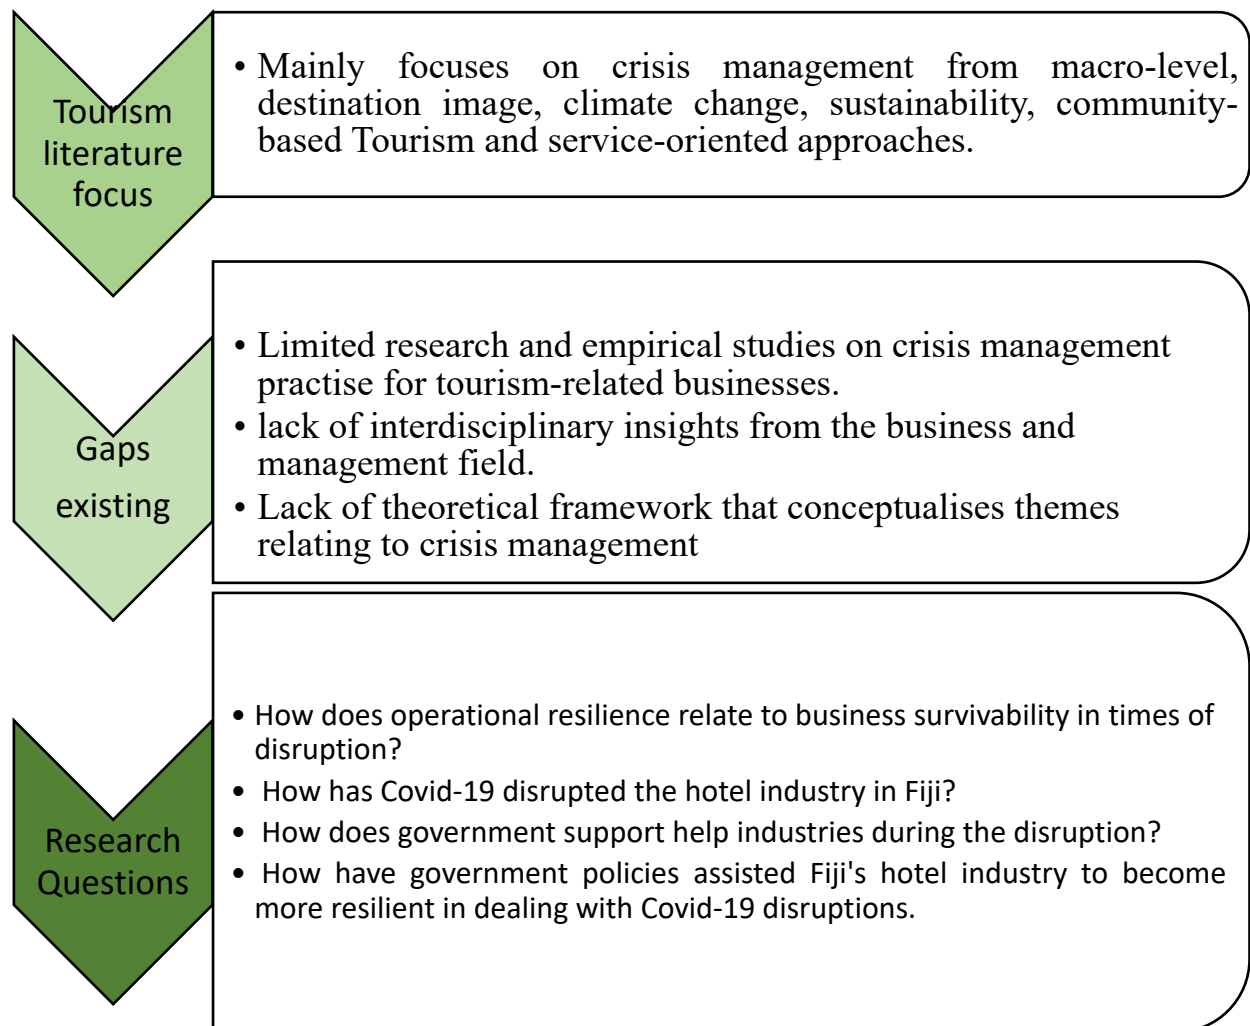 Tourism
literature
focus
• Mainly focuses on crisis management from macro-level,
destination image, climate change, sustainability, community-
based Tourism and service-oriented approaches.
Gaps
existing
• Limited research and empirical studies on crisis management
practise for tourism-related businesses.
• lack of interdisciplinary insights from the business and
management field.
• Lack of theoretical framework that conceptualises themes
relating to crisis management
Research
Questions
• How does operational resilience relate to business survivability in times of
disruption?
• How has Covid-19 disrupted the hotel industry in Fiji?
• How does government support help industries during the disruption?
• How have government policies assisted Fiji's hotel industry to become
more resilient in dealing with Covid-19 disruptions.